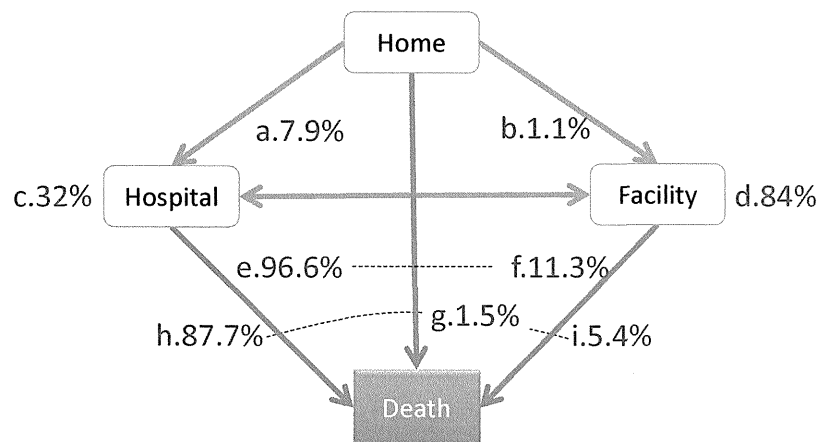 Home
a.7.9%
b.1.1%
c.32%
Hospital
Facility
d.84%
e.96.6%
f.11.3%
g.1.5%
h.87.7%
i.5.4%
Death